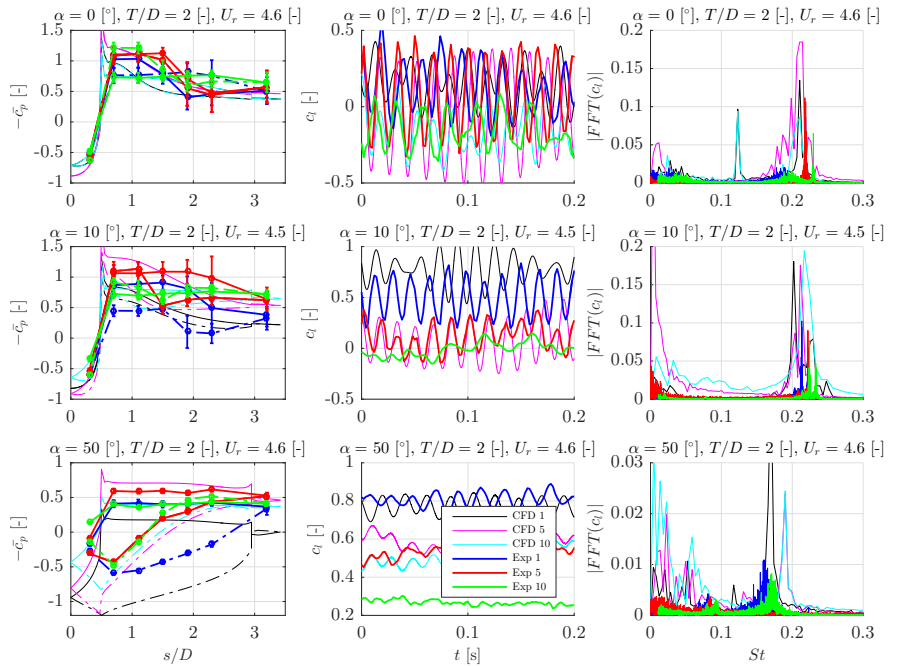 α = 0 [°], T/D = 2 [-], U_r = 4.6 [-]
α = 0 [°], T/D = 2 [-], U_r = 4.6 [-]
α = 0 [°], T/D = 2 [-], U_r = 4.6 [-]
1.5
1
0.5
0
-0.5
-1
0 1 2 3
−c̄_p [-]
0.5
0
-0.5
0 0.1 0.2
c_l [-]
0.2
0.15
0.1
0.05
0 0.1 0.2 0.3
|FFT(c_l)|
α = 10 [°], T/D = 2 [-], U_r = 4.5 [-]
α = 10 [°], T/D = 2 [-], U_r = 4.5 [-]
α = 10 [°], T/D = 2 [-], U_r = 4.5 [-]
1.5
1
0.5
0
-0.5
-1
0 1 2 3
−c̄_p [-]
1
0.5
0
-0.5
0 0.1 0.2
c_l [-]
0.2
0.15
0.1
0.05
0 0.1 0.2 0.3
|FFT(c_l)|
α = 50 [°], T/D = 2 [-], U_r = 4.6 [-]
α = 50 [°], T/D = 2 [-], U_r = 4.6 [-]
α = 50 [°], T/D = 2 [-], U_r = 4.6 [-]
1
0.5
0
-0.5
-1
0 1 2 3
−c̄_p [-]
s/D
1
0.8
0.6
0.4
0.2
0 0.1 0.2
c_l [-]
t [s]
CFD 1
CFD 5
CFD 10
Exp 1
Exp 5
Exp 10
0.03
0.02
0.01
0 0.1 0.2 0.3
|FFT(c_l)|
St